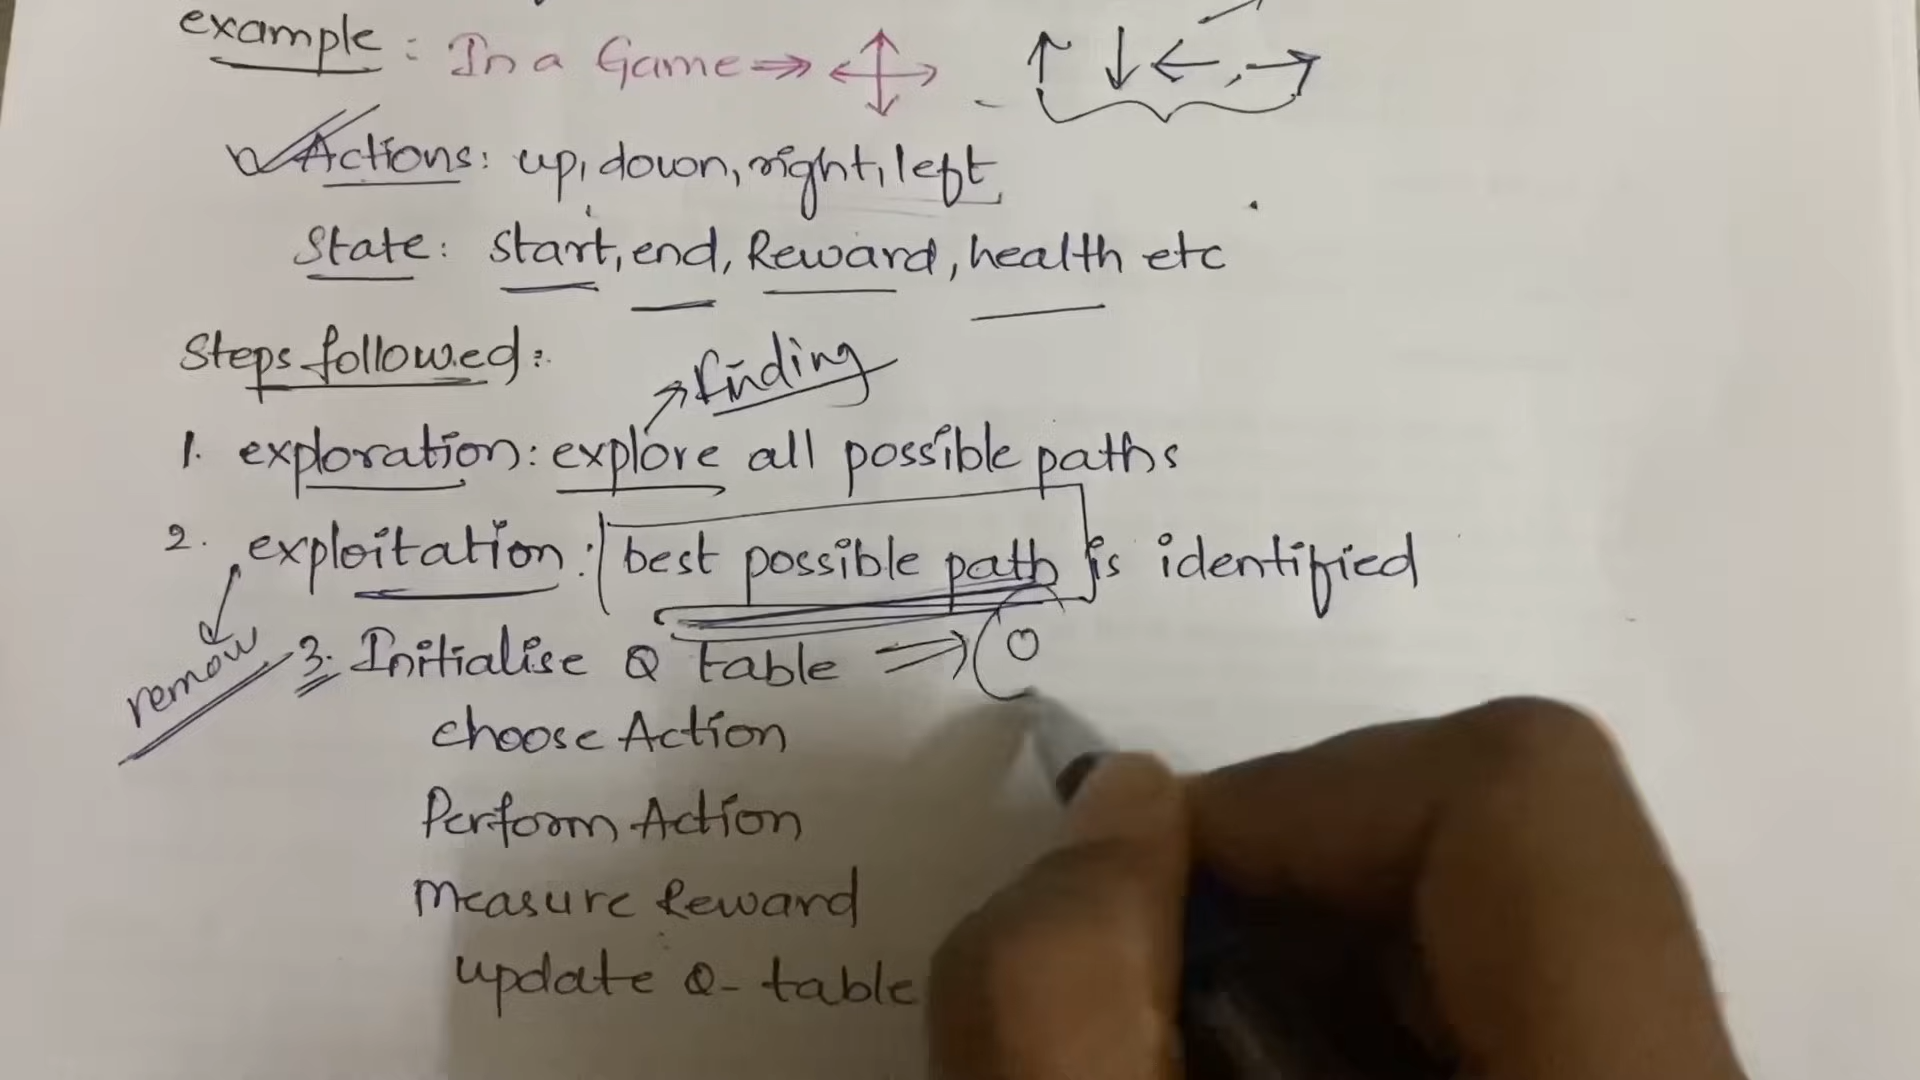 example: In a Game ⇒
Actions: up, down, right, left
State: start, end, Reward, health etc
Steps followed:
finding
1. exploration: explore all possible paths
2. exploitation: best possible path is identified
3. Initialise Q table ⇒ 0
choose Action
Perform Action
Measure Reward
update Q-table